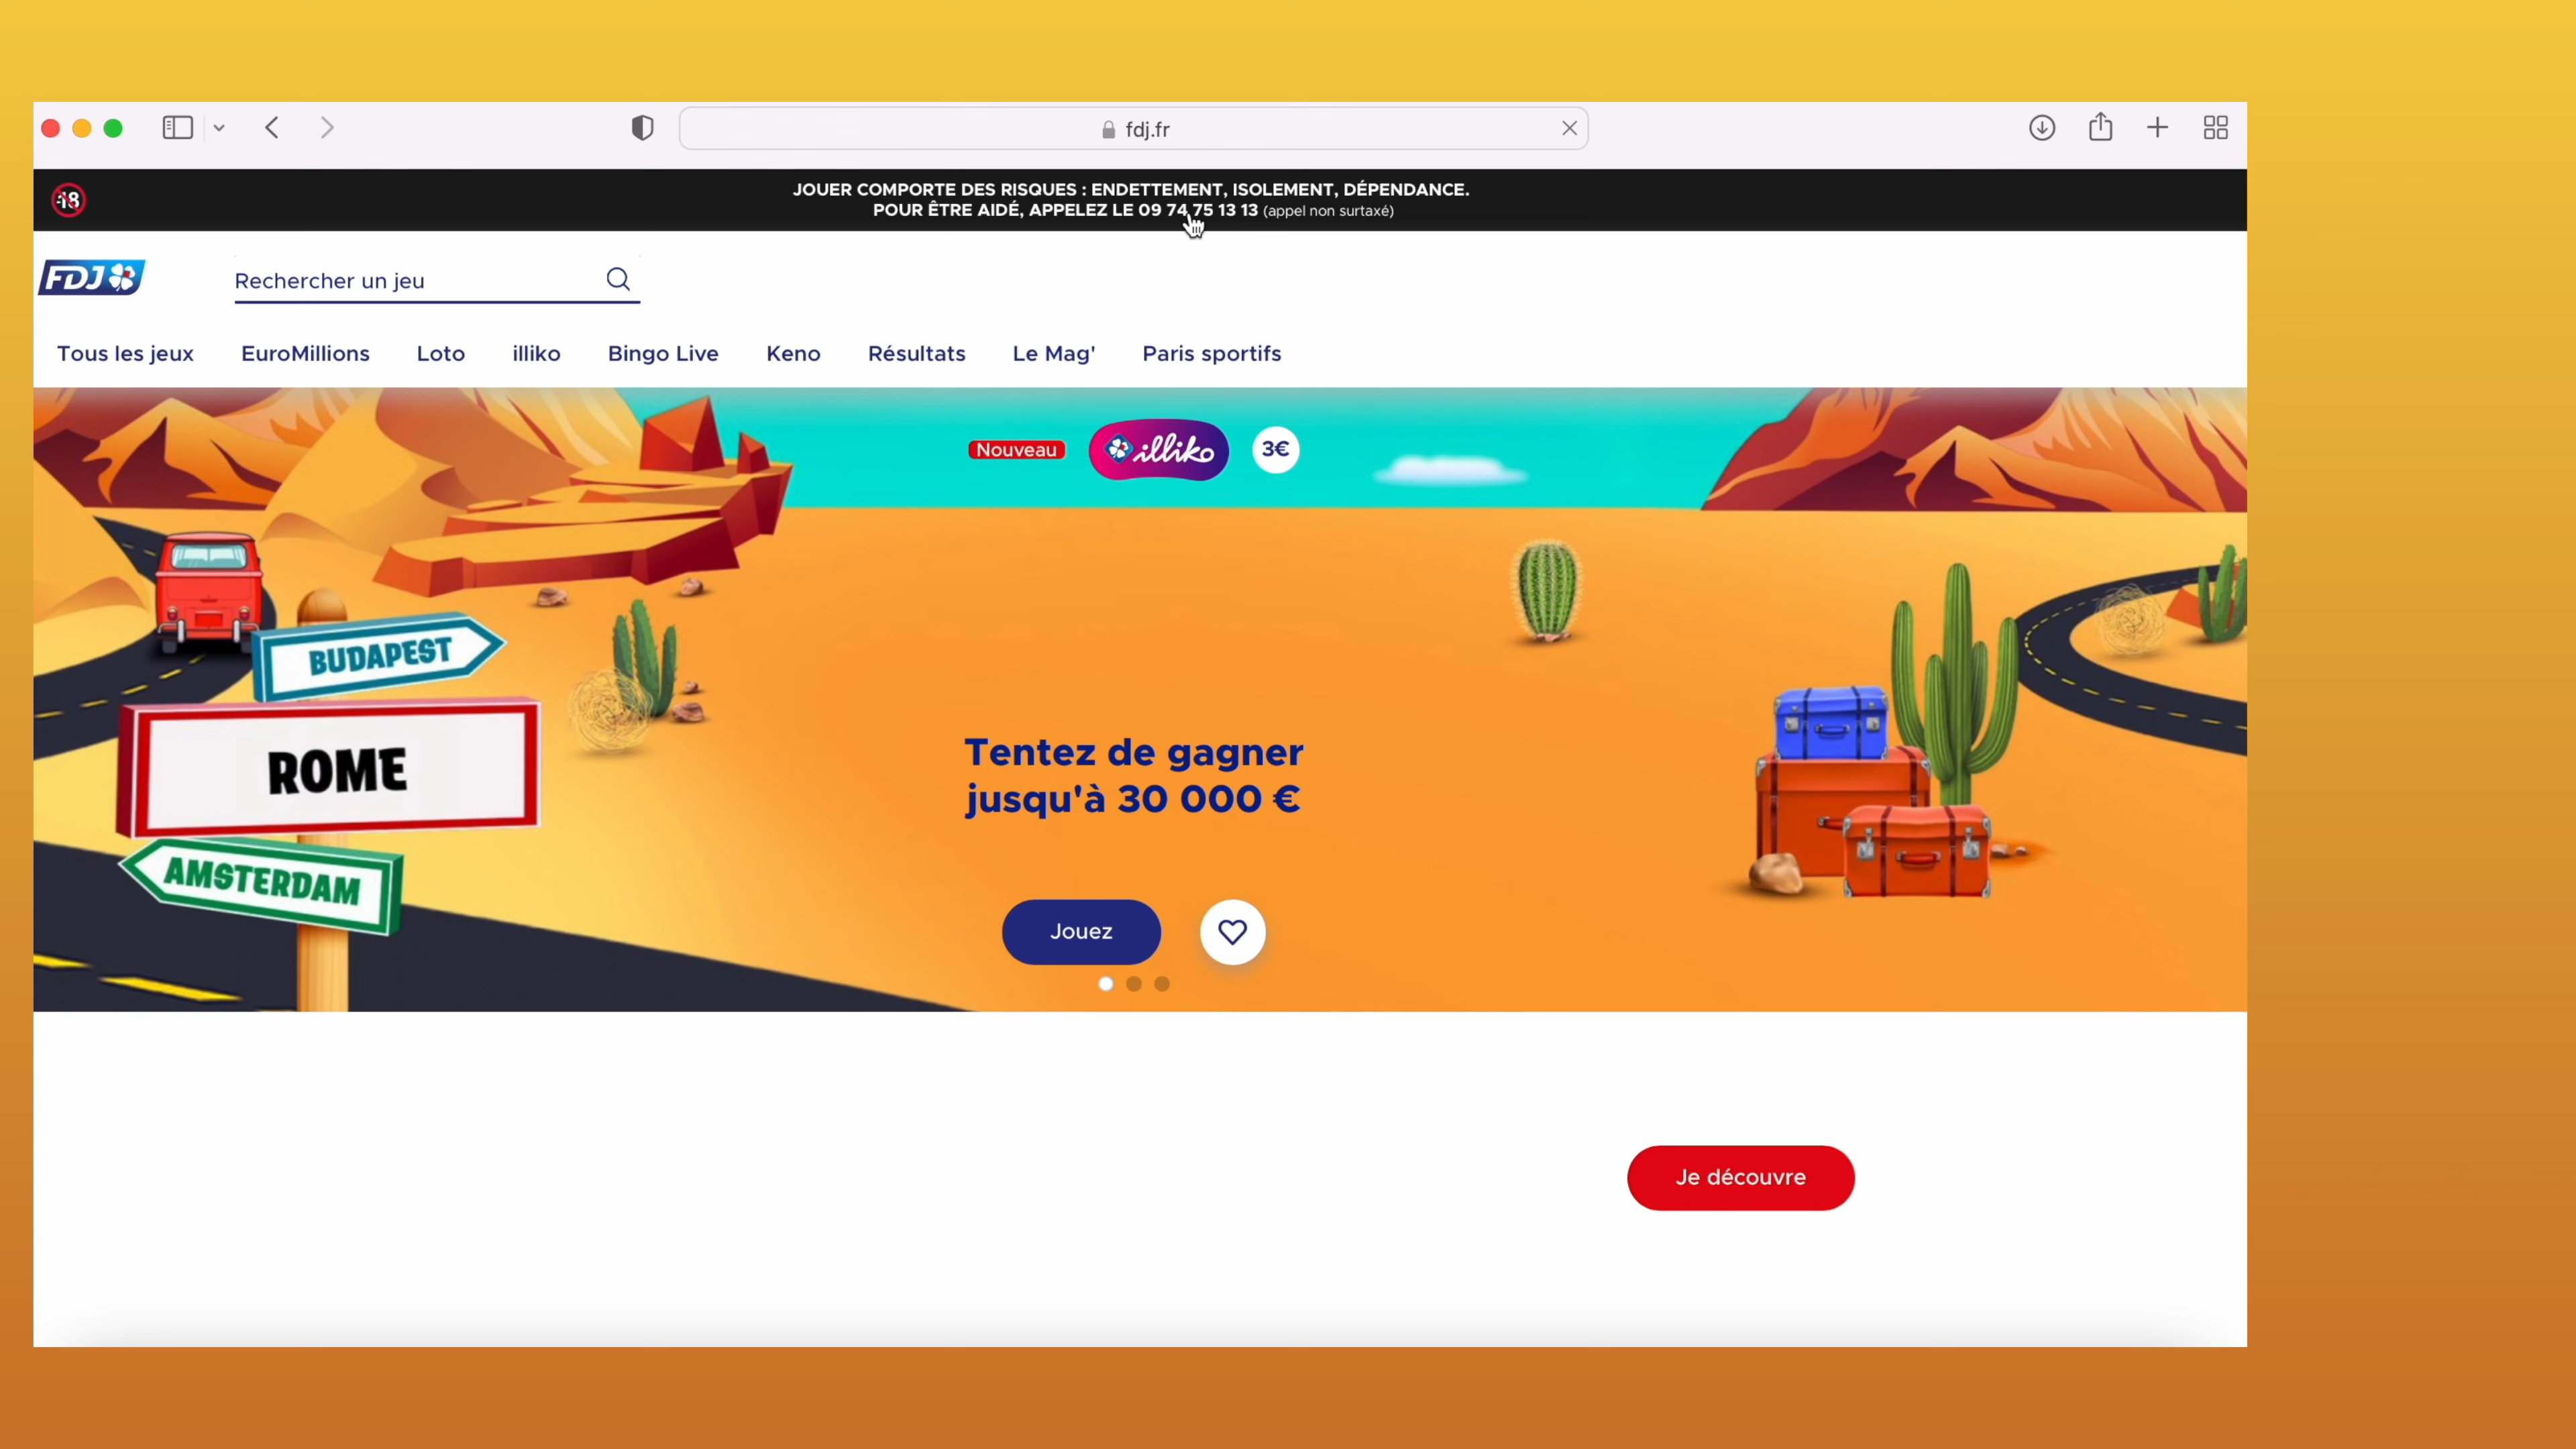 fdj.fr
-18
JOUER COMPORTE DES RISQUES : ENDETTEMENT, ISOLEMENT, DÉPENDANCE.
POUR ÊTRE AIDÉ, APPELEZ LE 09 74 75 13 13 (appel non surtaxé)
FDJ
Rechercher un jeu
Tous les jeux EuroMillions Loto illiko Bingo Live Keno Résultats Le Mag' Paris sportifs
Nouveau illiko 3€
BUDAPEST
ROME
AMSTERDAM
Tentez de gagner
jusqu'à 30 000 €
Jouez
Je découvre